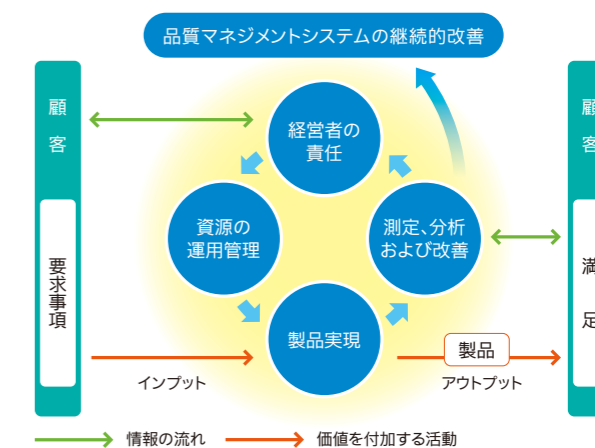 品質マネジメントシステムの継続的改善
顧客
要求事項
経営者の
責任
資源の
運用管理
測定、分析
および改善
製品実現
インプット
製品
アウトプット
顧客
満足
情報の流れ
価値を付加する活動